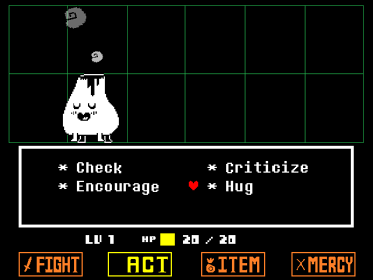 * Check * Criticize
* Encourage * Hug
LV 1 HP 20 / 20
FIGHT ACT ITEM MERCY